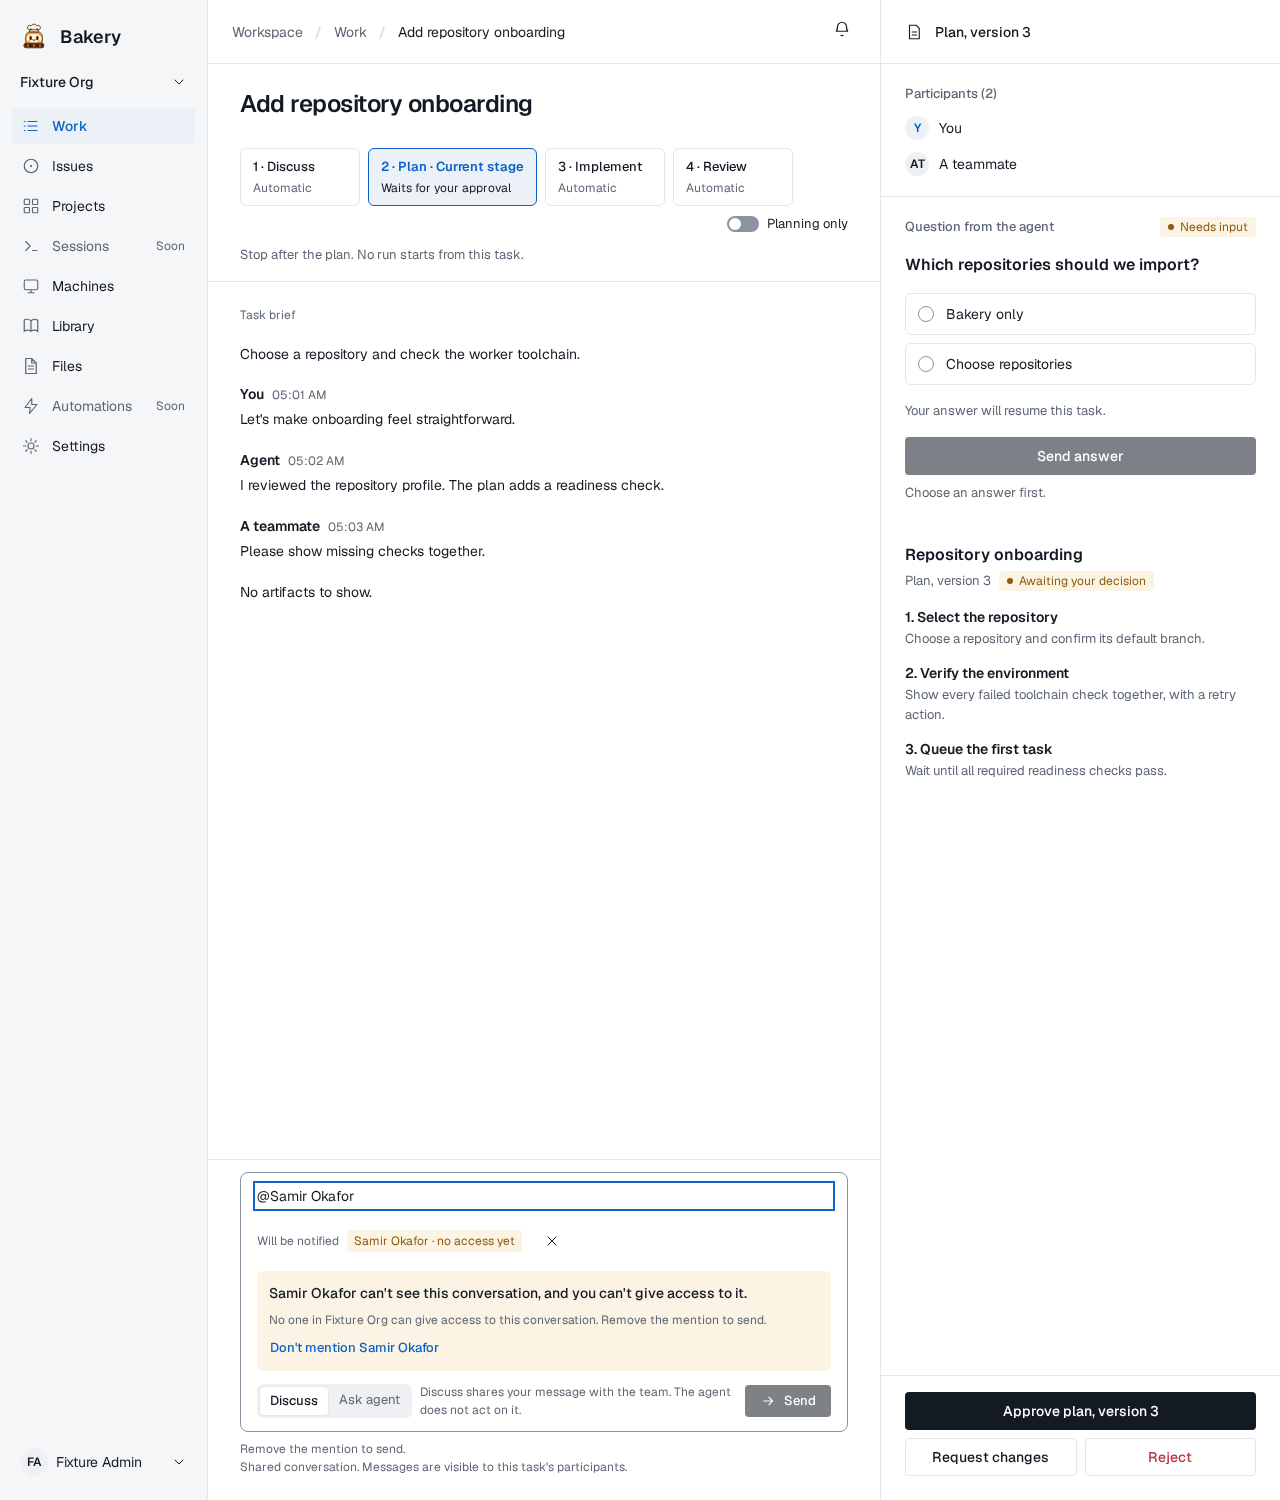 Bakery
Fixture Org
Work
Issues
Projects
Sessions Soon
Machines
Library
Files
Automations Soon
Settings
FA Fixture Admin
Workspace / Work / Add repository onboarding
Add repository onboarding
1 · Discuss
Automatic
2 · Plan · Current stage
Waits for your approval
3 · Implement
Automatic
4 · Review
Automatic
Planning only
Stop after the plan. No run starts from this task.
Task brief
Choose a repository and check the worker toolchain.
You 05:01 AM
Let's make onboarding feel straightforward.
Agent 05:02 AM
I reviewed the repository profile. The plan adds a readiness check.
A teammate 05:03 AM
Please show missing checks together.
No artifacts to show.
@Samir Okafor
Will be notified Samir Okafor · no access yet
Samir Okafor can't see this conversation, and you can't give access to it.
No one in Fixture Org can give access to this conversation. Remove the mention to send.
Don't mention Samir Okafor
Discuss Ask agent
Discuss shares your message with the team. The agent
does not act on it.
Send
Remove the mention to send.
Shared conversation. Messages are visible to this task's participants.
Plan, version 3
Participants (2)
Y You
AT A teammate
Question from the agent Needs input
Which repositories should we import?
Bakery only
Choose repositories
Your answer will resume this task.
Send answer
Choose an answer first.
Repository onboarding
Plan, version 3 Awaiting your decision
1. Select the repository
Choose a repository and confirm its default branch.
2. Verify the environment
Show every failed toolchain check together, with a retry
action.
3. Queue the first task
Wait until all required readiness checks pass.
Approve plan, version 3
Request changes Reject